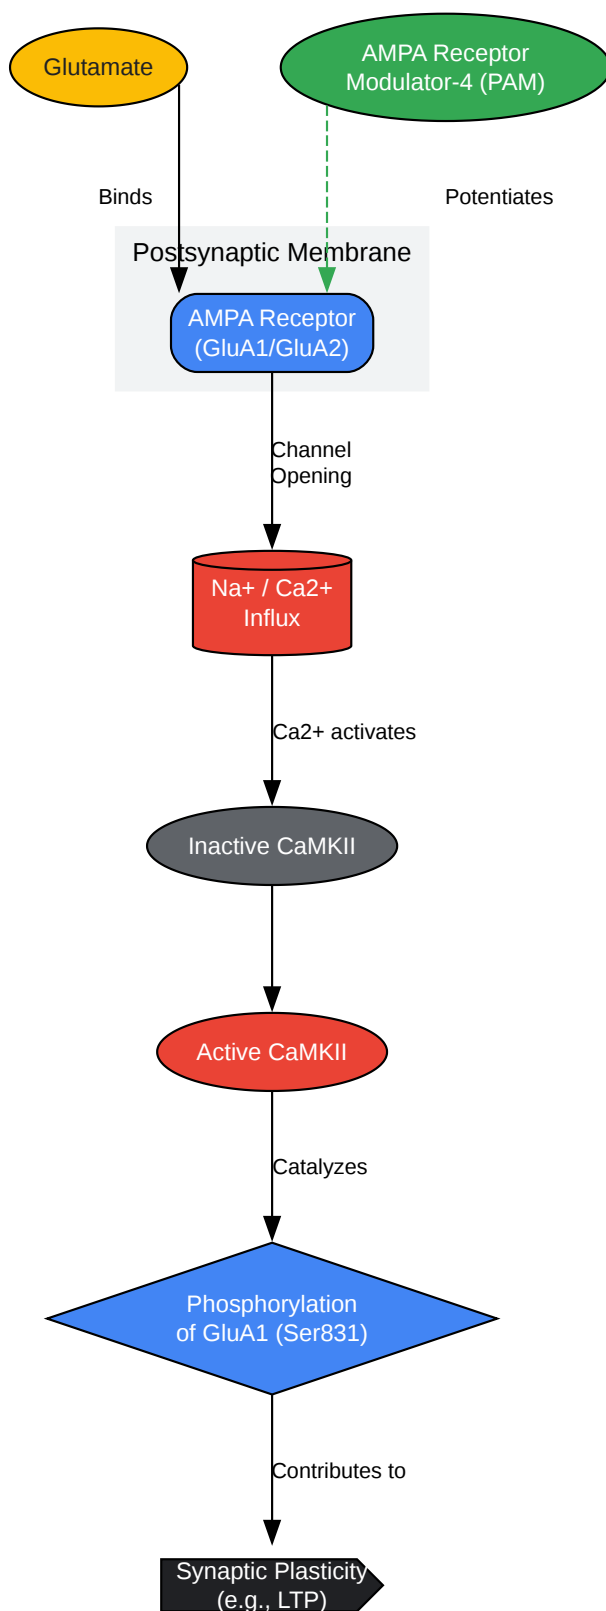 Glutamate
AMPA Receptor
Modulator-4 (PAM)
Binds
Potentiates
Postsynaptic Membrane
AMPA Receptor
(GluA1/GluA2)
Channel
Opening
Na+ / Ca2+
Influx
Ca2+ activates
Inactive CaMKII
Active CaMKII
Catalyzes
Phosphorylation
of GluA1 (Ser831)
Contributes to
Synaptic Plasticity
(e.g., LTP)